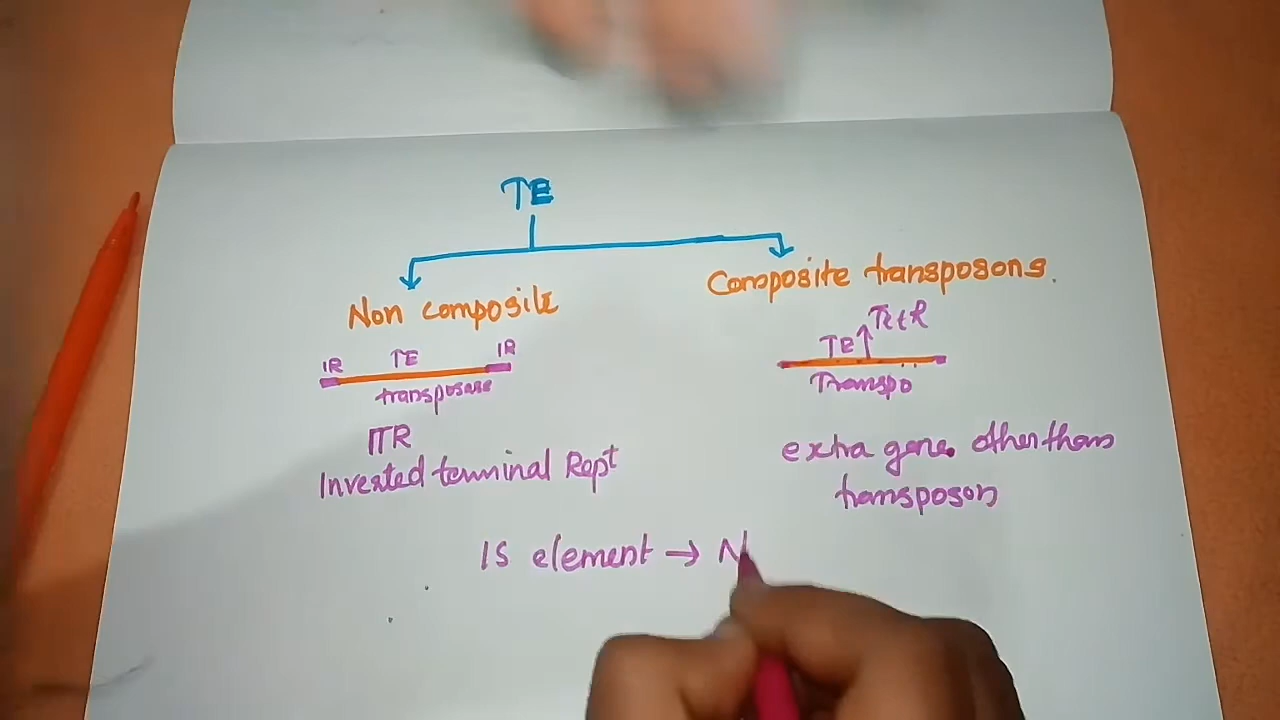 TE
Non composite
Composite transposons.
IR TE IR
transposase
TE TetR
Transpo
ITR
Inverted terminal Rept
extra gene other than
transposon
IS element → N